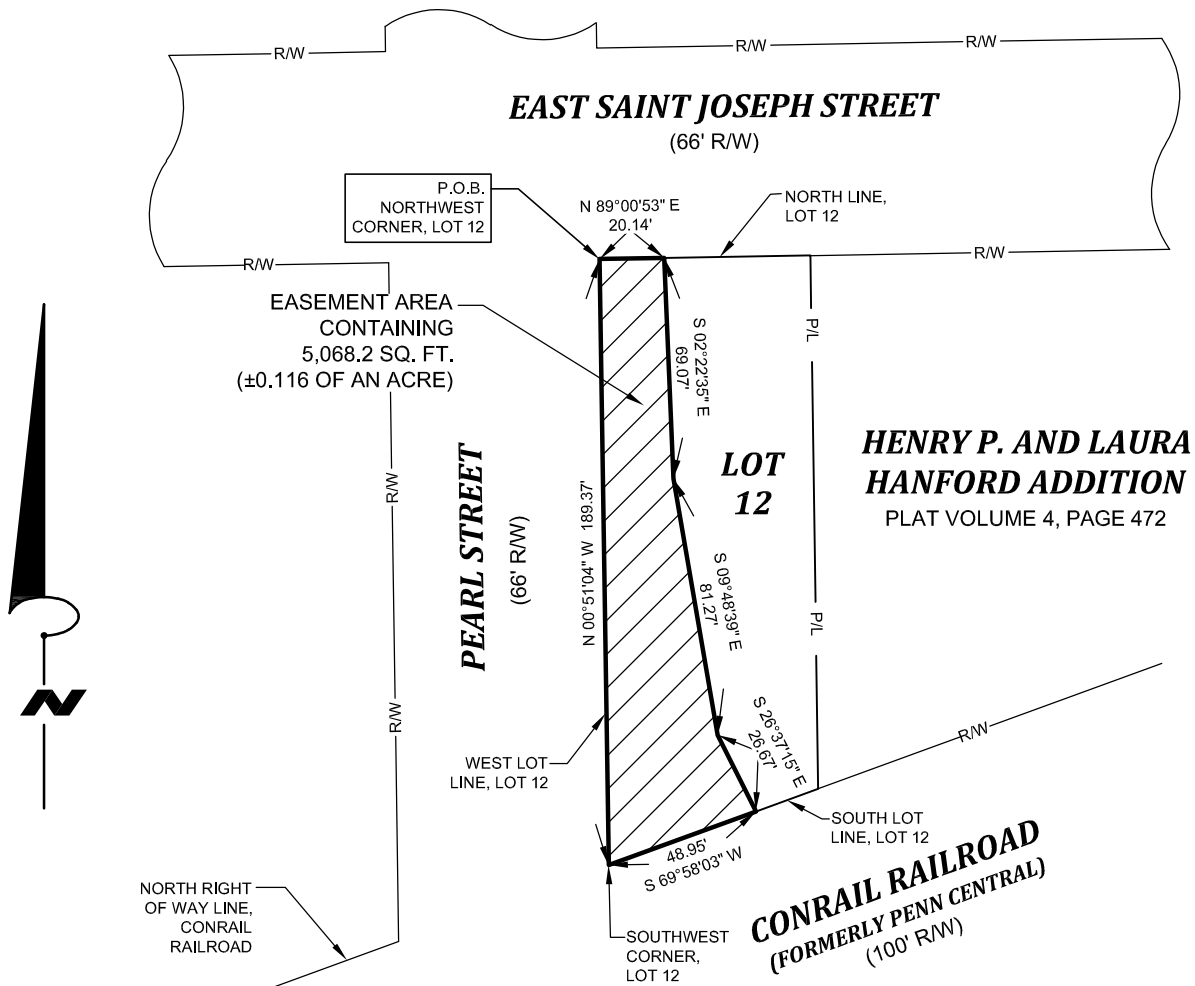 R/W
R/W
R/W
EAST SAINT JOSEPH STREET
(66' R/W)
P.O.B.
NORTHWEST
CORNER, LOT 12
N 89°00'53" E
20.14'
NORTH LINE,
LOT 12
R/W
R/W
EASEMENT AREA
CONTAINING
5,068.2 SQ. FT.
(±0.116 OF AN ACRE)
S 02°22'35" E
69.07'
P/L
R/W
PEARL STREET
(66' R/W)
N 00°51'04" W 189.37'
LOT
12
HENRY P. AND LAURA
HANFORD ADDITION
PLAT VOLUME 4, PAGE 472
S 09°48'39" E
81.27'
P/L
N
R/W
WEST LOT
LINE, LOT 12
S 26°37'15" E
26.67'
R/W
SOUTH LOT
LINE, LOT 12
48.95'
S 69°58'03" W
NORTH RIGHT
OF WAY LINE,
CONRAIL
RAILROAD
SOUTHWEST
CORNER,
LOT 12
CONRAIL RAILROAD
(FORMERLY PENN CENTRAL)
(100' R/W)